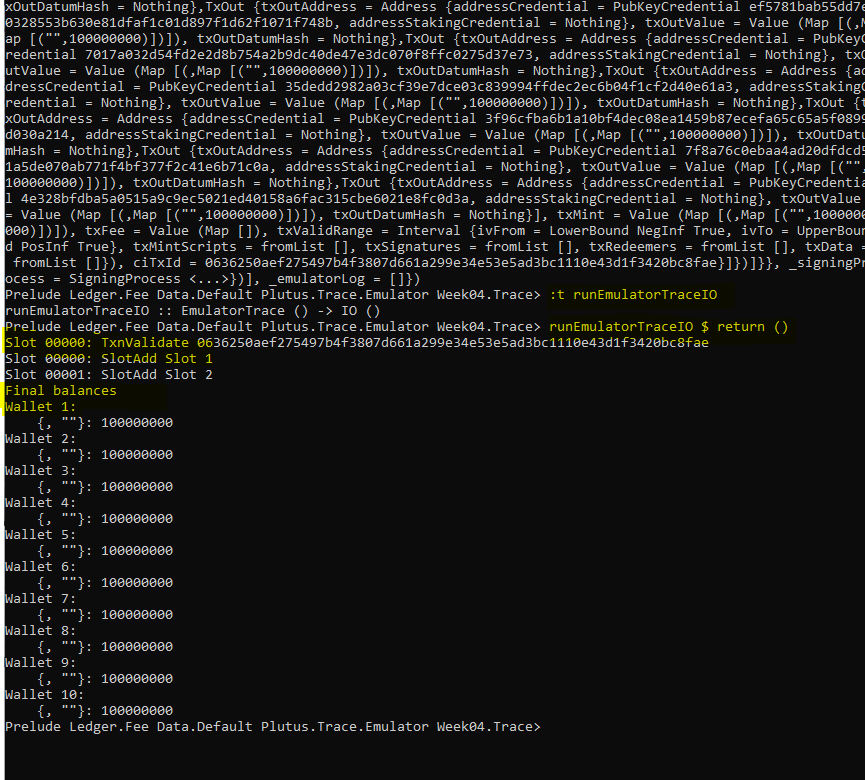 xOutDatumHash = Nothing},TxOut {txOutAddress = Address {addressCredential = PubKeyCredential ef5781bab55dd7e
0328553b630e81dfaf1c01d897f1d62f1071f748b, addressStakingCredential = Nothing}, txOutValue = Value (Map [(,M
ap [("",100000000)])]), txOutDatumHash = Nothing},TxOut {txOutAddress = Address {addressCredential = PubKeyC
redential 7017a032d54fd2e2d8b754a2b9dc40de47e3dc070f8ffc0275d37e73, addressStakingCredential = Nothing}, txO
utValue = Value (Map [(,Map [("",100000000)])]), txOutDatumHash = Nothing},TxOut {txOutAddress = Address {ad
dressCredential = PubKeyCredential 35dedd2982a03cf39e7dce03c839994ffdec2ec6b04f1cf2d40e61a3, addressStakingC
redential = Nothing}, txOutValue = Value (Map [(,Map [("",100000000)])]), txOutDatumHash = Nothing},TxOut {t
xOutAddress = Address {addressCredential = PubKeyCredential 3f96cfba6b1a10bf4dec08ea1459b87ecefa65c65a5f0899
d030a214, addressStakingCredential = Nothing}, txOutValue = Value (Map [(,Map [("",100000000)])]), txOutDatu
mHash = Nothing},TxOut {txOutAddress = Address {addressCredential = PubKeyCredential 7f8a76c0ebaa4ad20dfdcd5
1a5de070ab771f4bf377f2c41e6b71c0a, addressStakingCredential = Nothing}, txOutValue = Value (Map [(,Map [("",
100000000)])]), txOutDatumHash = Nothing},TxOut {txOutAddress = Address {addressCredential = PubKeyCredentia
l 4e328bfdba5a0515a9c9ec5021ed40158a6fac315cbe6021e8fc0d3a, addressStakingCredential = Nothing}, txOutValue
= Value (Map [(,Map [("",100000000)])]), txOutDatumHash = Nothing}], txMint = Value (Map [(,Map [("",1000000
000)])]), txFee = Value (Map []), txValidRange = Interval {ivFrom = LowerBound NegInf True, ivTo = UpperBoun
d PosInf True}, txMintScripts = fromList [], txSignatures = fromList [], txRedeemers = fromList [], txData =
fromList []}), ciTxId = 0636250aef275497b4f3807d661a299e34e53e5ad3bc1110e43d1f3420bc8fae}]})]}}, _signingPr
ocess = SigningProcess <...>})], _emulatorLog = []})
Prelude Ledger.Fee Data.Default Plutus.Trace.Emulator Week04.Trace> :t runEmulatorTraceIO
runEmulatorTraceIO :: EmulatorTrace () -> IO ()
Prelude Ledger.Fee Data.Default Plutus.Trace.Emulator Week04.Trace> runEmulatorTraceIO $ return ()
Slot 00000: TxnValidate 0636250aef275497b4f3807d661a299e34e53e5ad3bc1110e43d1f3420bc8fae
Slot 00000: SlotAdd Slot 1
Slot 00001: SlotAdd Slot 2
Final balances
Wallet 1:
{, ""}: 100000000
Wallet 2:
{, ""}: 100000000
Wallet 3:
{, ""}: 100000000
Wallet 4:
{, ""}: 100000000
Wallet 5:
{, ""}: 100000000
Wallet 6:
{, ""}: 100000000
Wallet 7:
{, ""}: 100000000
Wallet 8:
{, ""}: 100000000
Wallet 9:
{, ""}: 100000000
Wallet 10:
{, ""}: 100000000
Prelude Ledger.Fee Data.Default Plutus.Trace.Emulator Week04.Trace>